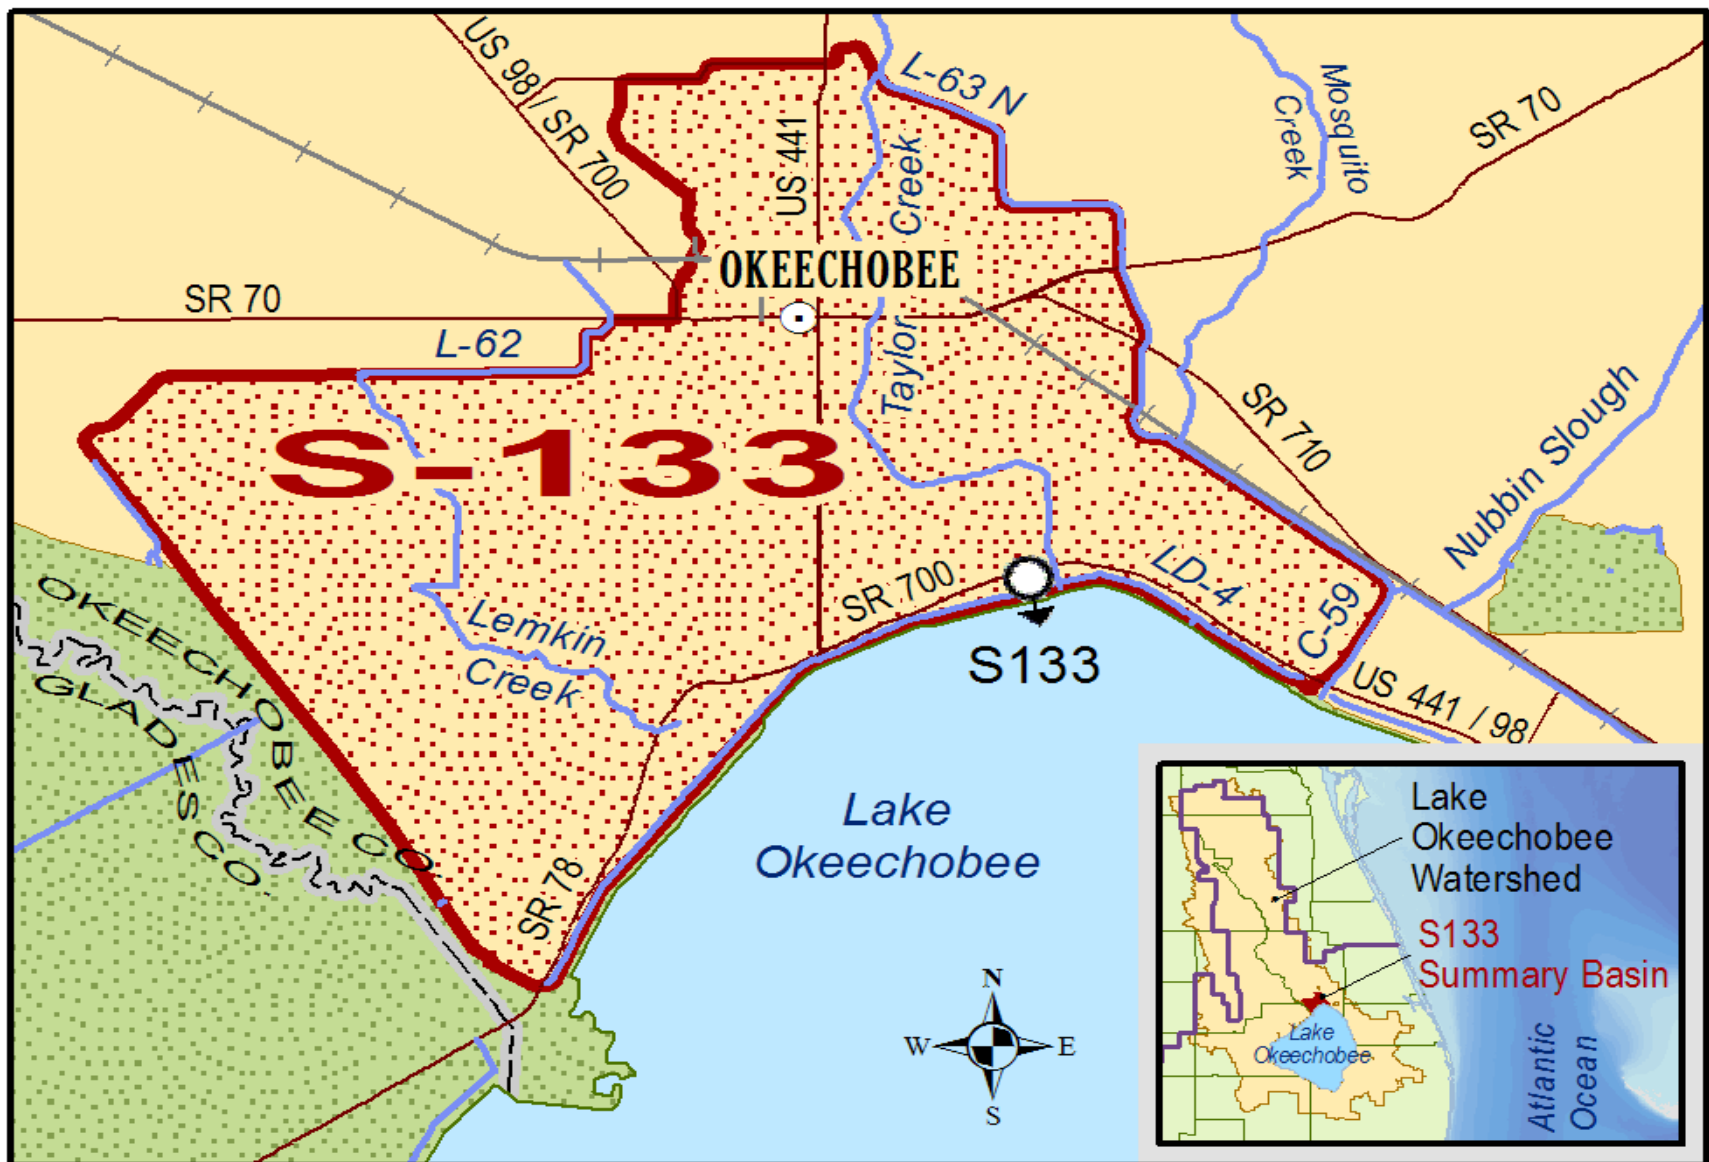 US 98 / SR 700
L-63 N
Mosquito
Creek
SR 70
US 441
Taylor Creek
OKEECHOBEE
SR 70
L-62
S-133
SR 710
Nubbin Slough
SR 700
LD-4
C-59
Lemkin
Creek
S133
US 441 / 98
OKEECHOBEE CO.
GLADES CO.
SR 78
Lake
Okeechobee
N
W
E
S
Lake
Okeechobee
Watershed
S133
Summary Basin
Lake
Okeechobee
Atlantic
Ocean